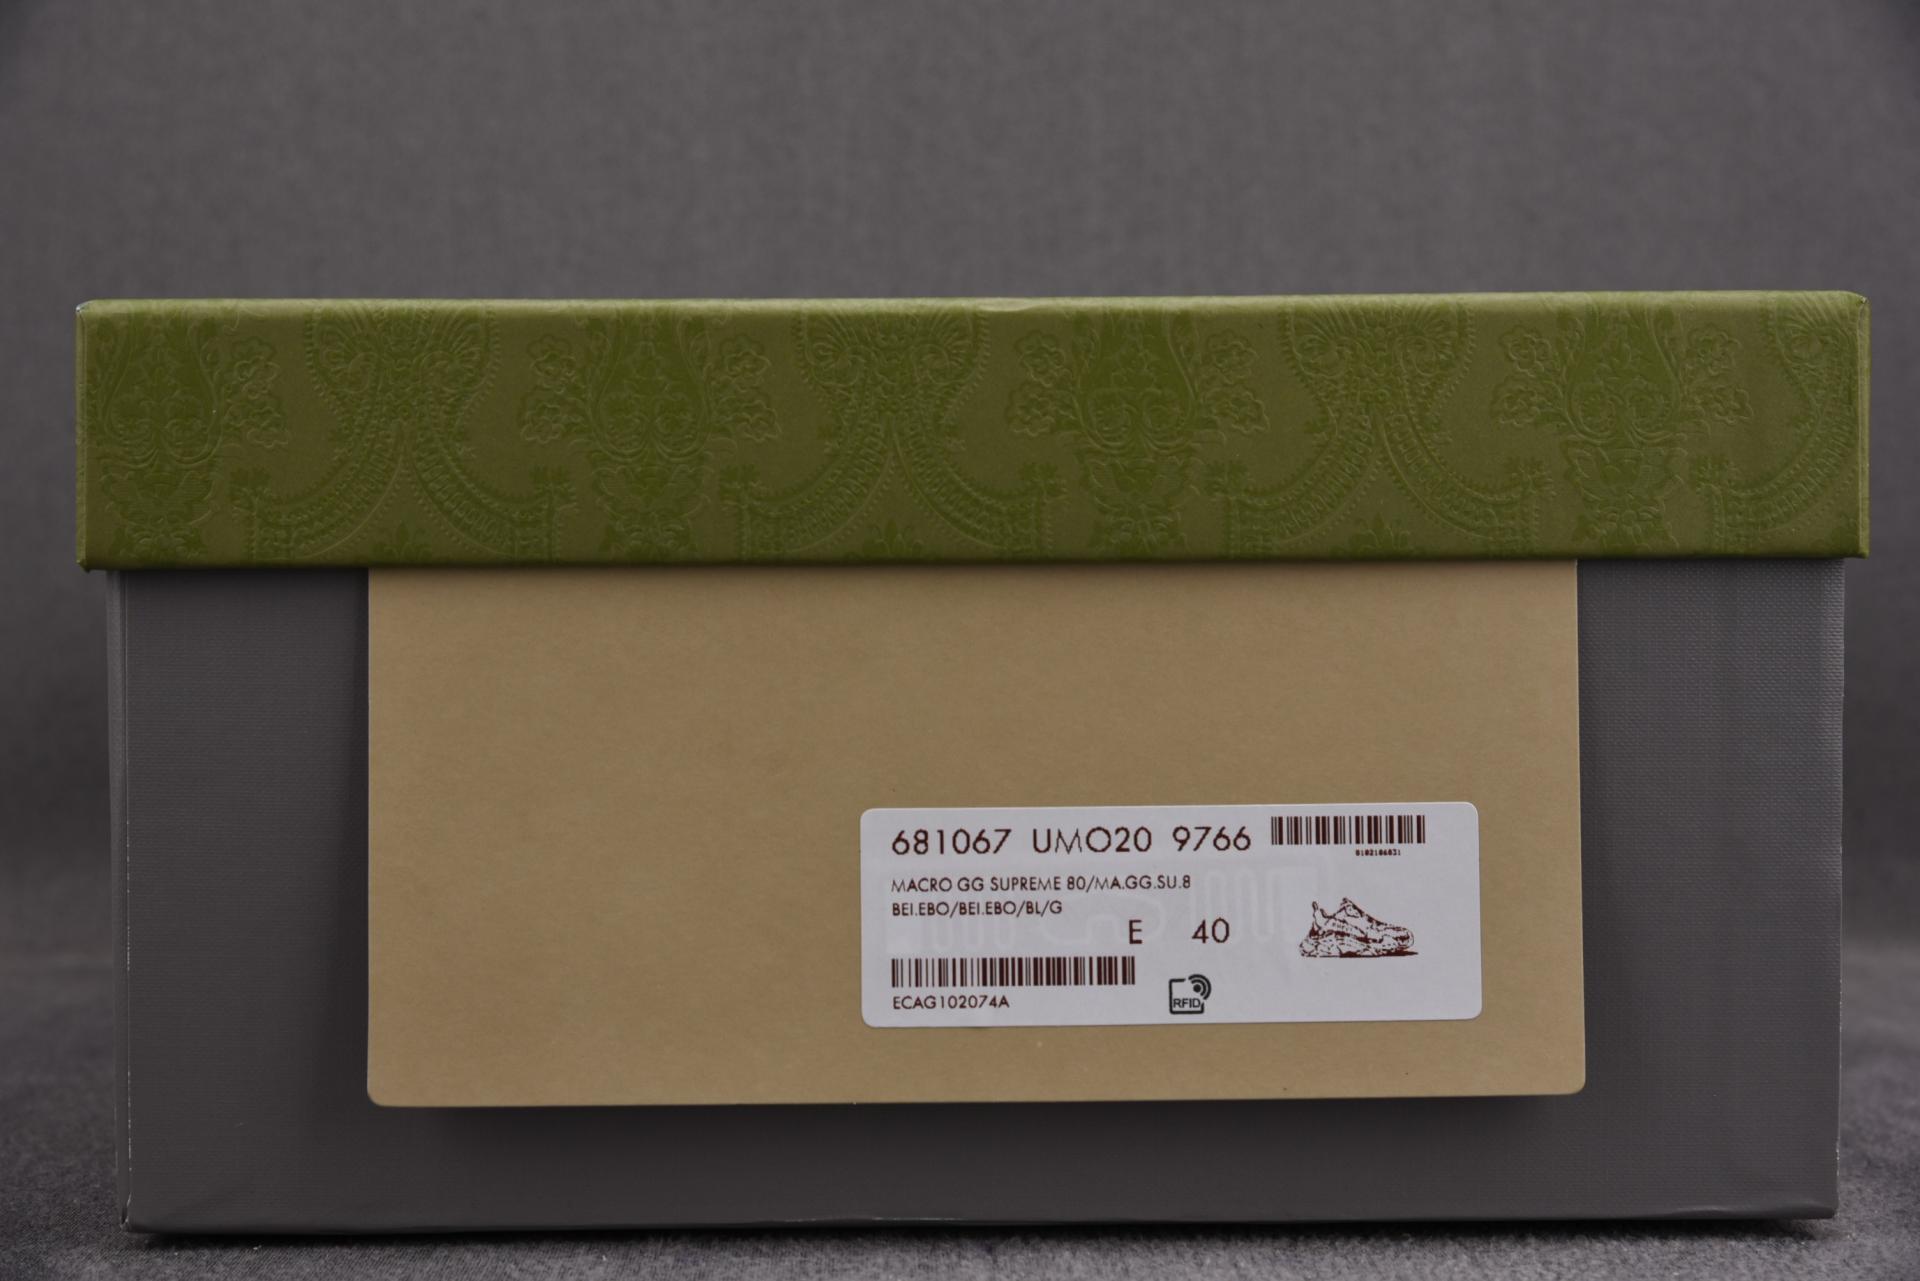 681067 UMO20 9766
0102106031
MACRO GG SUPREME 80/MA.GG.SU.8
BEI.EBO/BEI.EBO/BL/G
E 40
ECAG102074A
RFID